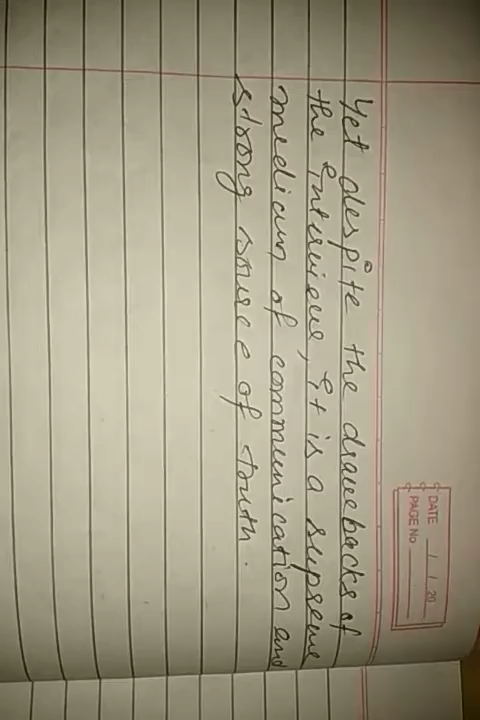 DATE / / 20
PAGE No
Yet despite the drawbacks of
the interview, it is a supreme
medium of communication and
strong source of truth.